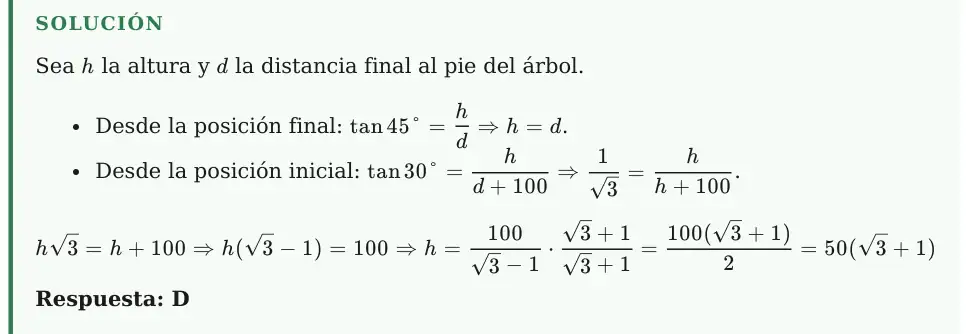 SOLUCIÓN
Sea h la altura y d la distancia final al pie del árbol.
• Desde la posición final: tan 45° = h/d ⇒ h = d.
• Desde la posición inicial: tan 30° = h/(d + 100) ⇒ 1/√3 = h/(h + 100).
h√3 = h + 100 ⇒ h(√3 − 1) = 100 ⇒ h = 100/(√3 − 1) · (√3 + 1)/(√3 + 1) = 100(√3 + 1)/2 = 50(√3 + 1)
Respuesta: D